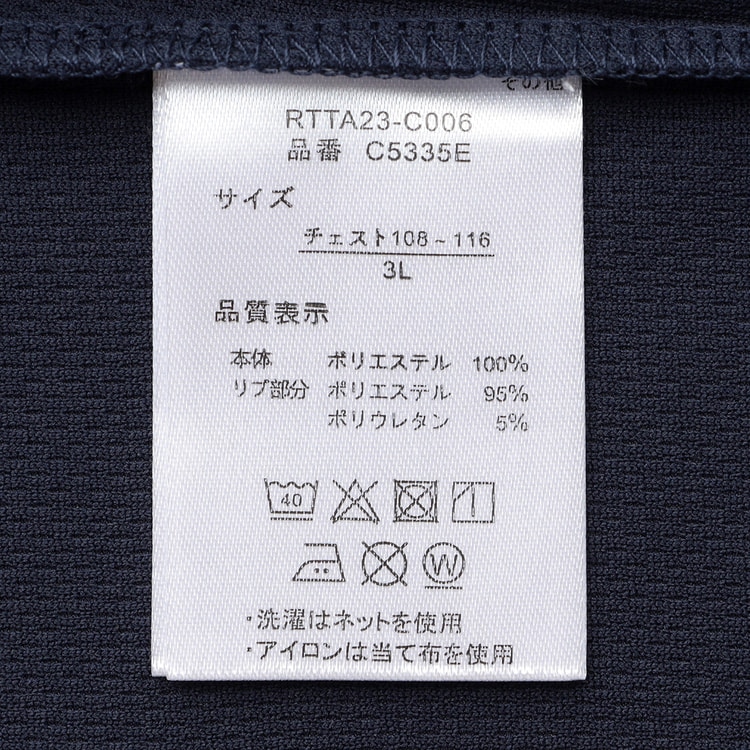 その他
RTTA23-C006
品番 C5335E
サイズ
チェスト108~116
3L
品質表示
本体 ポリエステル 100%
リブ部分 ポリエステル 95%
ポリウレタン 5%
40
W
・洗濯はネットを使用
・アイロンは当て布を使用